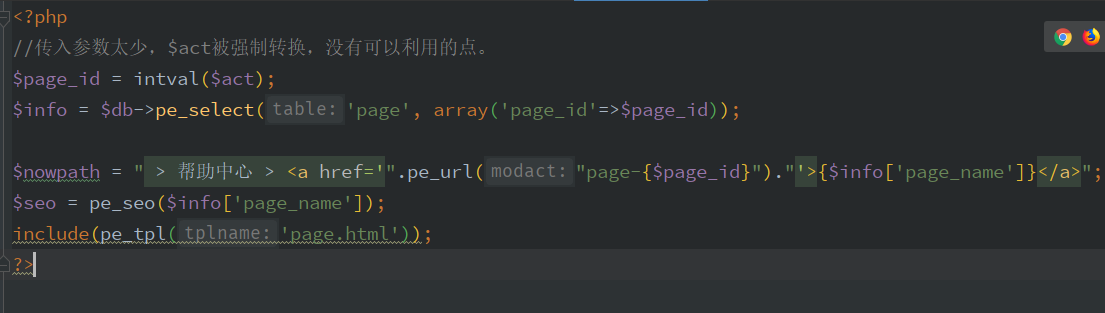 <?php
//传入参数太少，$act被强制转换，没有可以利用的点。
$page_id = intval($act);
$info = $db->pe_select( table: 'page', array('page_id'=>$page_id));
$nowpath = " > 帮助中心 > <a href='".pe_url( modact: "page-{$page_id}")."'>{$info['page_name']}</a>";
$seo = pe_seo($info['page_name']);
include(pe_tpl( tplname: 'page.html'));
?>